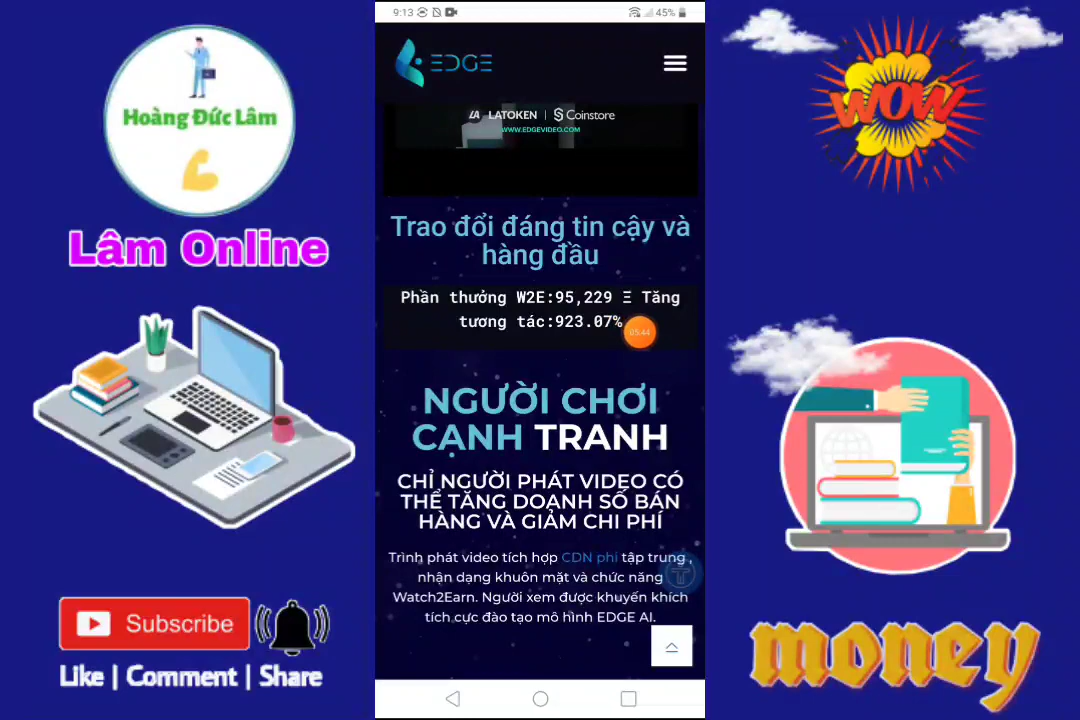 Hoàng Đức Lâm
Lâm Online
Subscribe
Like | Comment | Share
9:13
45%
EDGE
LATOKEN | Coinstore
WWW.EDGEVIDEO.COM
Trao đổi đáng tin cậy và
hàng đầu
Phần thưởng W2E:95,229 Ξ Tăng
tương tác:923.07%
05:44
NGƯỜI CHƠI
CẠNH TRANH
CHỈ NGƯỜI PHÁT VIDEO CÓ
THỂ TĂNG DOANH SỐ BÁN
HÀNG VÀ GIẢM CHI PHÍ
Trình phát video tích hợp CDN phi tập trung ,
nhận dạng khuôn mặt và chức năng
Watch2Earn. Người xem được khuyến khích
tích cực đào tạo mô hình EDGE AI.
WOW
money